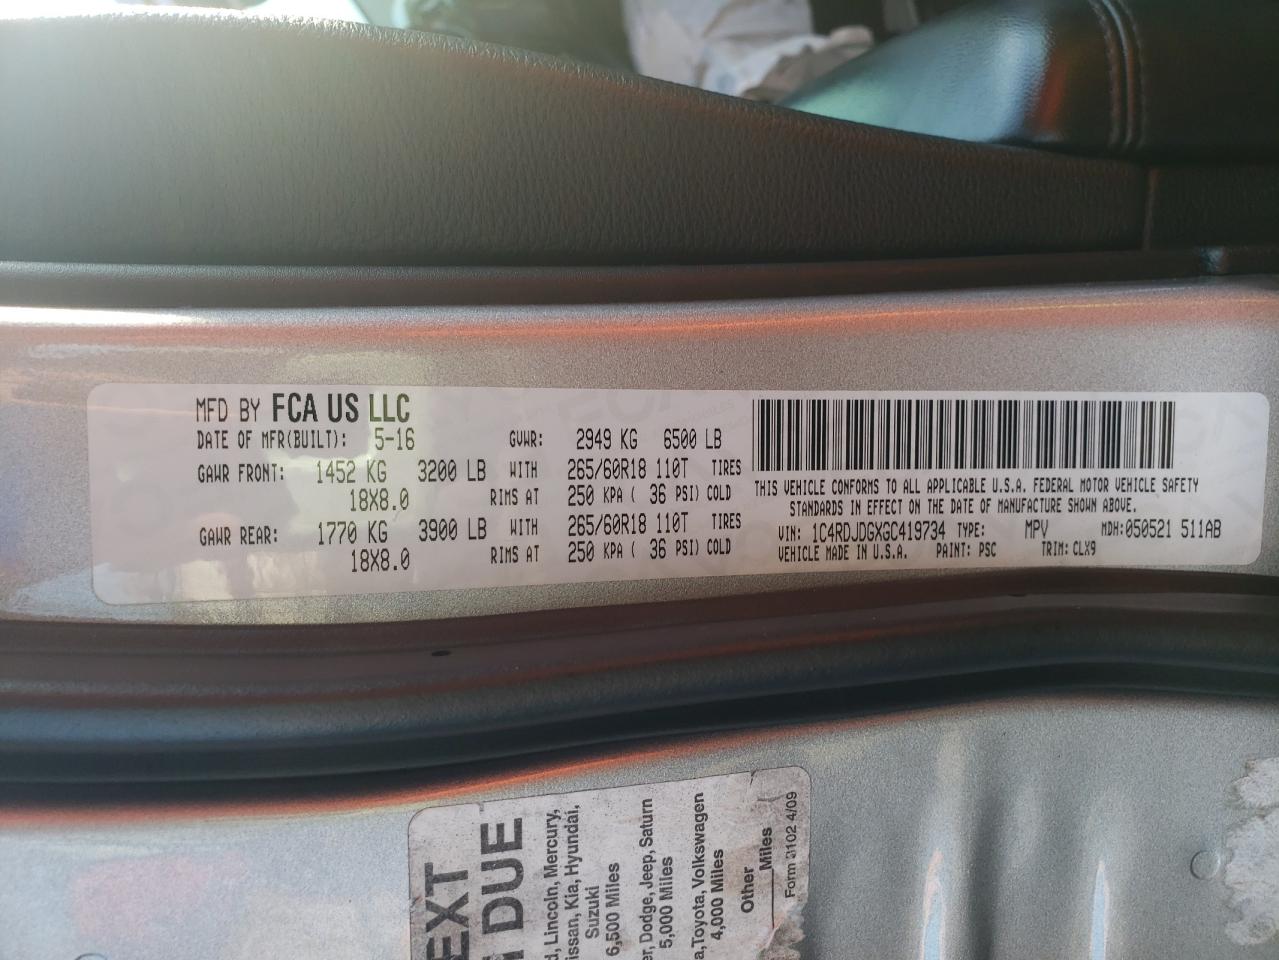 MFD BY FCA US LLC
DATE OF MFR(BUILT): 5-16 GVWR: 2949 KG 6500 LB
GAWR FRONT: 1452 KG 3200 LB WITH 265/60R18 110T TIRES
18X8.0 RIMS AT 250 KPA ( 36 PSI) COLD
GAWR REAR: 1770 KG 3900 LB WITH 265/60R18 110T TIRES
18X8.0 RIMS AT 250 KPA ( 36 PSI) COLD
THIS VEHICLE CONFORMS TO ALL APPLICABLE U.S.A. FEDERAL MOTOR VEHICLE SAFETY
STANDARDS IN EFFECT ON THE DATE OF MANUFACTURE SHOWN ABOVE.
VIN: 1C4RDJDGXGC419734 TYPE: MPV MDH:050521 511AB
VEHICLE MADE IN U.S.A. PAINT: PSC TRIM:CLX9
EXT
DUE
Lincoln, Mercury,
Kia, Hyundai,
Suzuki
6,500 Miles
Dodge, Jeep, Saturn
5,000 Miles
Toyota, Volkswagen
4,000 Miles
Other
Miles
Form 3102 4/09